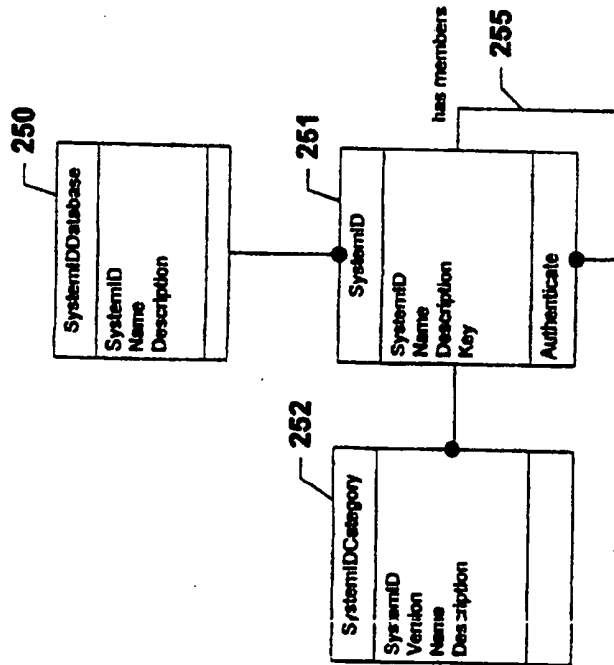 250
SystemIDDatabase
SystemID
Name
Description
251
SystemID
SystemID
Name
Description
Key
Authenticate
has members
255
252
SystemIDCategory
SystemID
Version
Name
Description